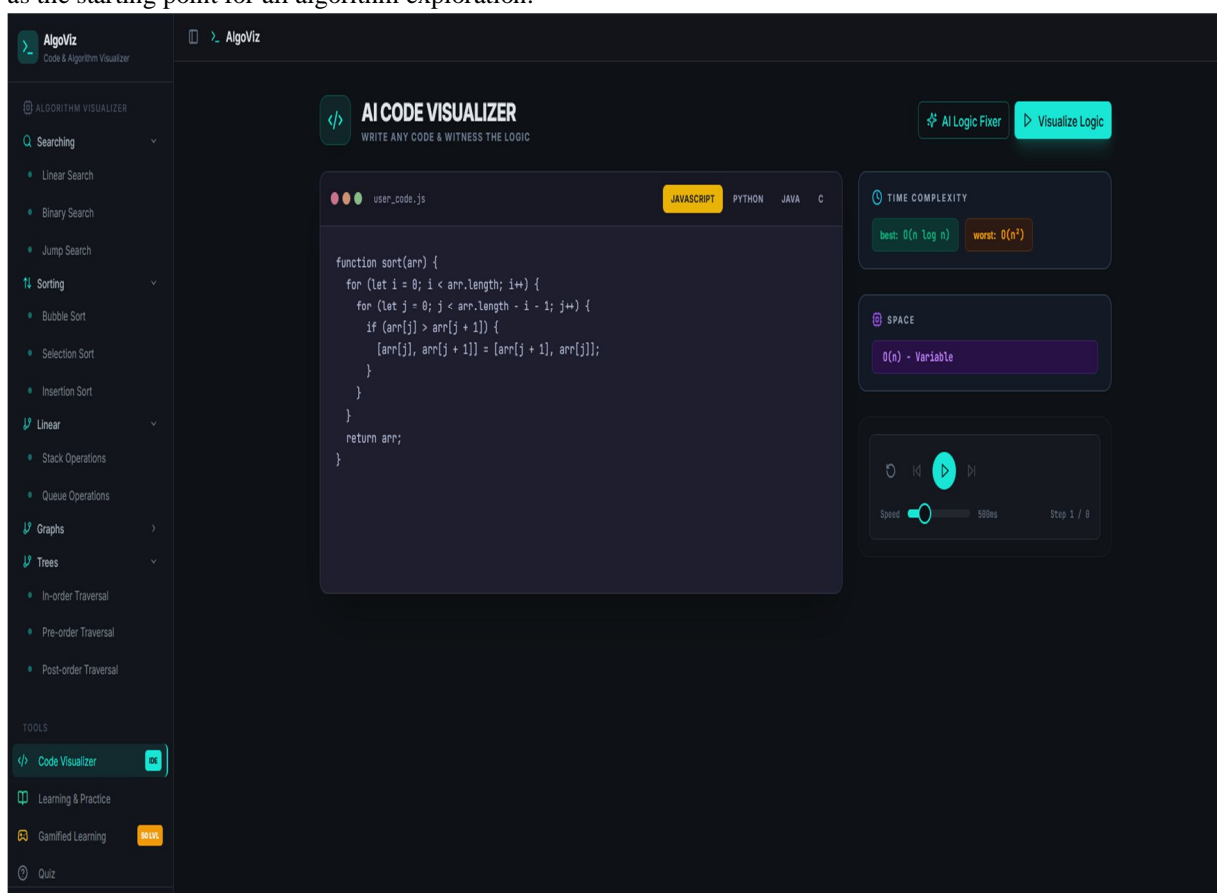 as the starting point for an algorithm exploration.
AlgoViz
Code & Algorithm Visualizer
ALGORITHM VISUALIZER
Searching
Linear Search
Binary Search
Jump Search
Sorting
Bubble Sort
Selection Sort
Insertion Sort
Linear
Stack Operations
Queue Operations
Graphs
Trees
In-order Traversal
Pre-order Traversal
Post-order Traversal
TOOLS
Code Visualizer IDE
Learning & Practice
Gamified Learning 50 LVL
Quiz
AlgoViz
AI CODE VISUALIZER
WRITE ANY CODE & WITNESS THE LOGIC
AI Logic Fixer Visualize Logic
user_code.js JAVASCRIPT PYTHON JAVA C
function sort(arr) {
for (let i = 0; i < arr.length; i++) {
for (let j = 0; j < arr.length - i - 1; j++) {
if (arr[j] > arr[j + 1]) {
[arr[j], arr[j + 1]] = [arr[j + 1], arr[j]];
}
}
}
return arr;
}
TIME COMPLEXITY
best: O(n log n) worst: O(n²)
SPACE
O(n) - Variable
Speed 500ms Step 1 / 0